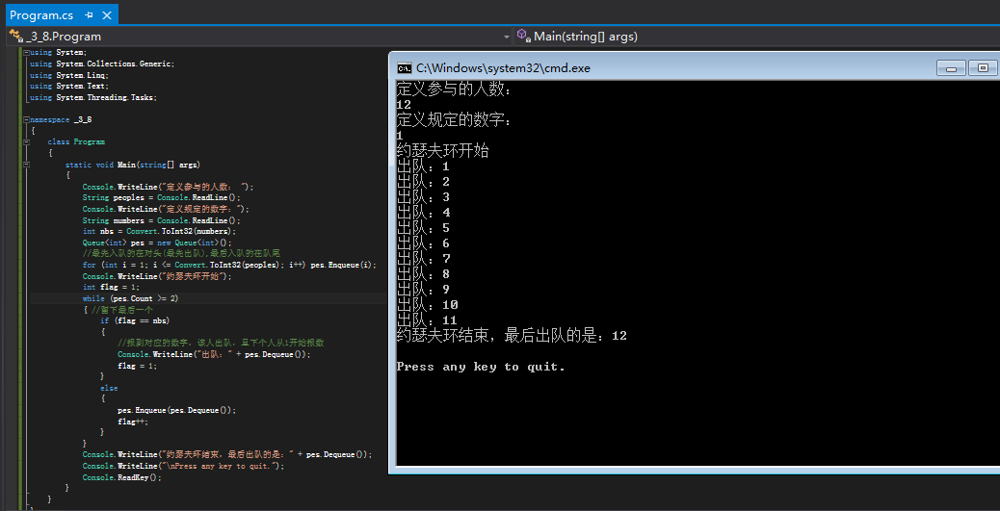 Program.cs
_3_8.Program
Main(string[] args)
using System;
using System.Collections.Generic;
using System.Linq;
using System.Text;
using System.Threading.Tasks;
namespace _3_8
{
class Program
{
static void Main(string[] args)
{
Console.WriteLine("定义参与的人数: ");
String peoples = Console.ReadLine();
Console.WriteLine("定义规定的数字:");
String numbers = Console.ReadLine();
int nbs = Convert.ToInt32(numbers);
Queue<int> pes = new Queue<int>();
//最先入队的在对头(最先出队),最后入队的在队尾
for (int i = 1; i <= Convert.ToInt32(peoples); i++) pes.Enqueue(i);
Console.WriteLine("约瑟夫环开始");
int flag = 1;
while (pes.Count >= 2)
{ //留下最后一个
if (flag == nbs)
{
//报到对应的数字，该人出队，且下个人从1开始报数
Console.WriteLine("出队：" + pes.Dequeue());
flag = 1;
}
else
{
pes.Enqueue(pes.Dequeue());
flag++;
}
}
Console.WriteLine("约瑟夫环结束，最后出队的是：" + pes.Dequeue());
Console.WriteLine("\nPress any key to quit.");
Console.ReadKey();
}
}
C:\Windows\system32\cmd.exe
定义参与的人数:
12
定义规定的数字:
1
约瑟夫环开始
出队：1
出队：2
出队：3
出队：4
出队：5
出队：6
出队：7
出队：8
出队：9
出队：10
出队：11
约瑟夫环结束，最后出队的是：12
Press any key to quit.